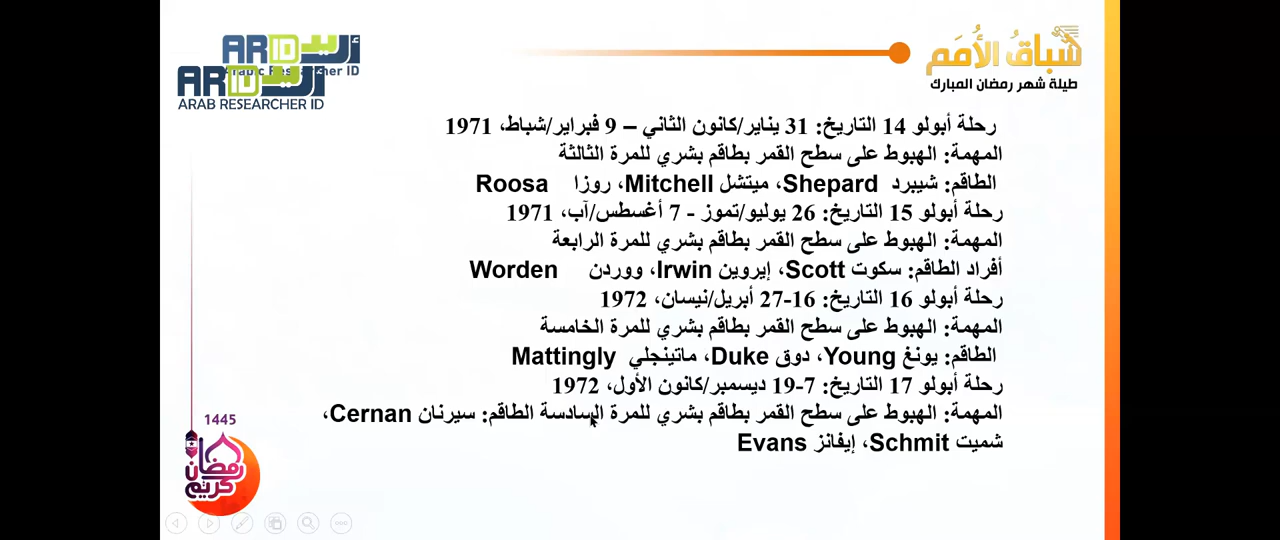 أريد
ARID
Arabic Researcher ID
أريد
ARID
ARAB RESEARCHER ID
سباق الأمم
طيلة شهر رمضان المبارك
رحلة أبولو 14 التاريخ: 31 يناير/كانون الثاني – 9 فبراير/شباط، 1971
المهمة: الهبوط على سطح القمر بطاقم بشري للمرة الثالثة
الطاقم: شيبرد Shepard، ميتشل Mitchell، روزا Roosa
رحلة أبولو 15 التاريخ: 26 يوليو/تموز - 7 أغسطس/آب، 1971
المهمة: الهبوط على سطح القمر بطاقم بشري للمرة الرابعة
أفراد الطاقم: سكوت Scott، إيروين Irwin، ووردن Worden
رحلة أبولو 16 التاريخ: 16-27 أبريل/نيسان، 1972
المهمة: الهبوط على سطح القمر بطاقم بشري للمرة الخامسة
الطاقم: يونغ Young، دوق Duke، ماتينجلي Mattingly
رحلة أبولو 17 التاريخ: 7-19 ديسمبر/كانون الأول، 1972
المهمة: الهبوط على سطح القمر بطاقم بشري للمرة السادسة الطاقم: سيرنان Cernan،
شميت Schmit، إيفانز Evans
1445
رمضان
كريم